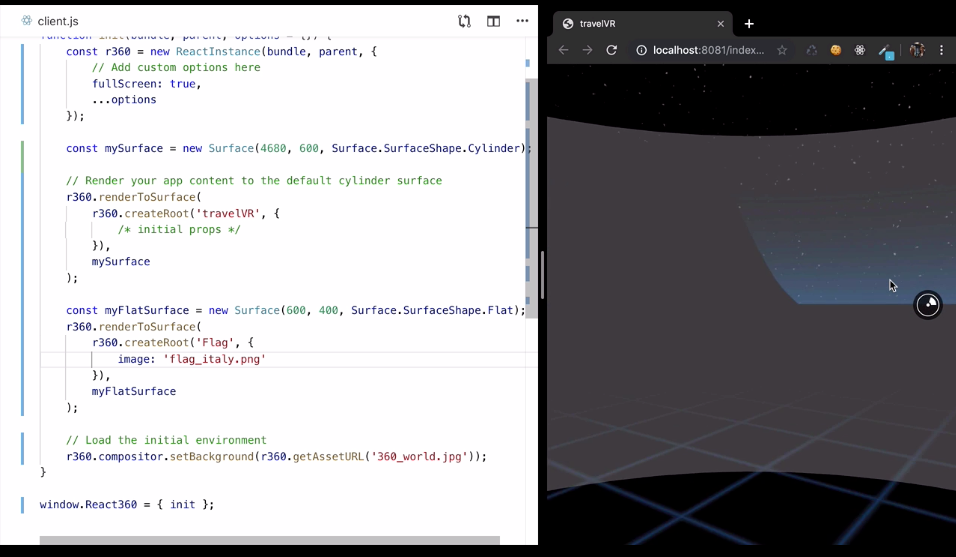 client.js
function init(bundle, parent, options = {}) {
const r360 = new ReactInstance(bundle, parent, {
// Add custom options here
fullScreen: true,
...options
});
const mySurface = new Surface(4680, 600, Surface.SurfaceShape.Cylinder);
// Render your app content to the default cylinder surface
r360.renderToSurface(
r360.createRoot('travelVR', {
/* initial props */
}),
mySurface
);
const myFlatSurface = new Surface(600, 400, Surface.SurfaceShape.Flat);
r360.renderToSurface(
r360.createRoot('Flag', {
image: 'flag_italy.png'
}),
myFlatSurface
);
// Load the initial environment
r360.compositor.setBackground(r360.getAssetURL('360_world.jpg'));
}
window.React360 = { init };
travelVR
localhost:8081/index...